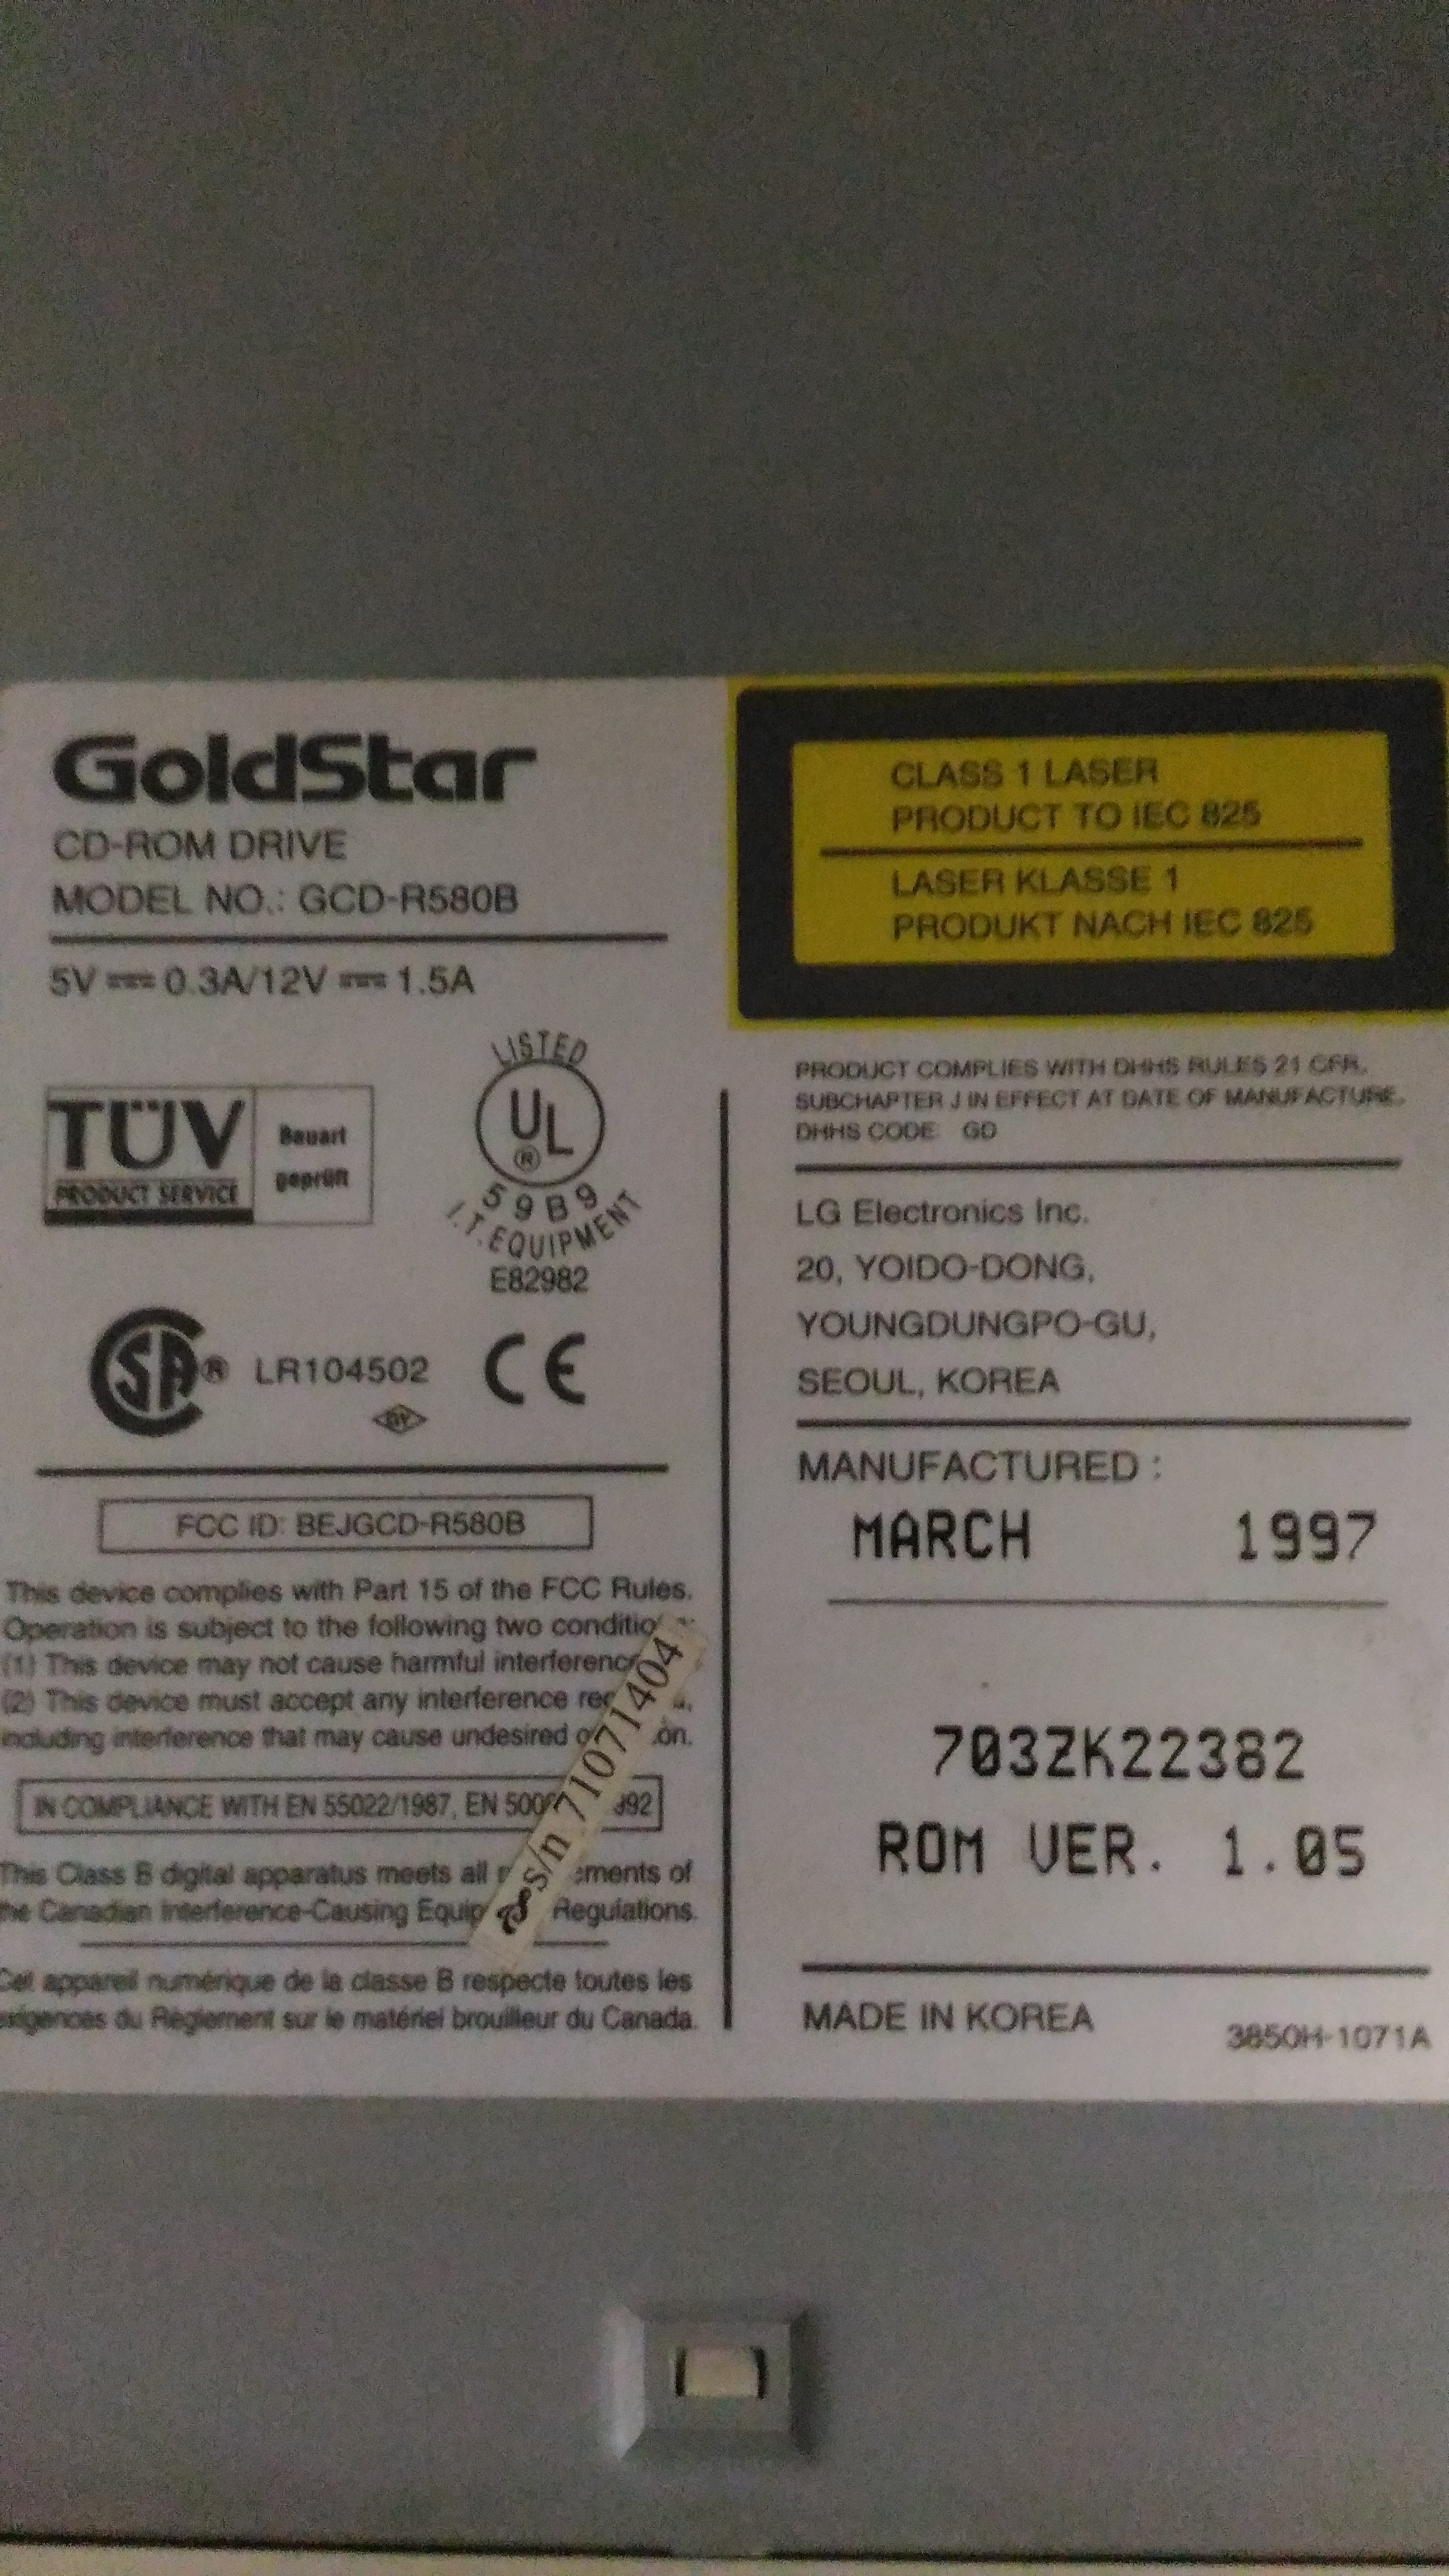 GoldStar
CD-ROM DRIVE
MODEL NO.: GCD-R580B
5V ⎓ 0.3A/12V ⎓ 1.5A
TÜV
PRODUCT SERVICE
Bauart
geprüft
LISTED
UL
®
59B9
I.T. EQUIPMENT
E82982
SA® LR104502
CE
FCC ID: BEJGCD-R580B
This device complies with Part 15 of the FCC Rules.
Operation is subject to the following two
(1) This device may not cause harmful
(2) This device must accept any interference
including interference that may cause undesired
IN COMPLIANCE WITH EN 55022/1987, EN
This Class B digital apparatus meets all
the Canadian Interference-Causing Regulations.
Cet appareil numérique de la classe B respecte toutes les
exigences du Règlement sur le matériel brouilleur du Canada.
s/n 71071404
CLASS 1 LASER
PRODUCT TO IEC 825
LASER KLASSE 1
PRODUKT NACH IEC 825
PRODUCT COMPLIES WITH DHHS RULES 21 CFR,
SUBCHAPTER J IN EFFECT AT DATE OF MANUFACTURE.
DHHS CODE: GD
LG Electronics Inc.
20, YOIDO-DONG,
YOUNGDUNGPO-GU,
SEOUL, KOREA
MANUFACTURED :
MARCH 1997
703ZK22382
ROM VER. 1.05
MADE IN KOREA
3850H-1071A